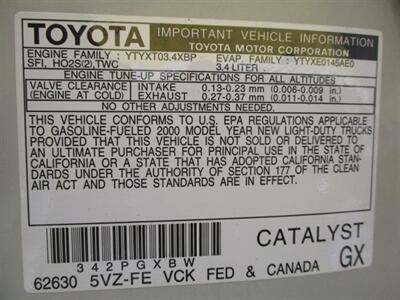 TOYOTA
IMPORTANT VEHICLE INFORMATION
TOYOTA MOTOR CORPORATION
ENGINE FAMILY : YTYXT03.4XBP EVAP. FAMILY : YTYXE0145AE0
SFI, HO2S(2),TWC 3.4 LITER
ENGINE TUNE-UP SPECIFICATIONS FOR ALL ALTITUDES
VALVE CLEARANCE INTAKE 0.13-0.23 mm (0.006-0.009 in.)
(ENGINE AT COLD) EXHAUST 0.27-0.37 mm (0.011-0.014 in.)
NO OTHER ADJUSTMENTS NEEDED.
THIS VEHICLE CONFORMS TO U.S. EPA REGULATIONS APPLICABLE
TO GASOLINE-FUELED 2000 MODEL YEAR NEW LIGHT-DUTY TRUCKS
PROVIDED THAT THIS VEHICLE IS NOT SOLD OR DELIVERED TO
AN ULTIMATE PURCHASER FOR PRINCIPAL USE IN THE STATE OF
CALIFORNIA OR A STATE THAT HAS ADOPTED CALIFORNIA STAN-
DARDS UNDER THE AUTHORITY OF SECTION 177 OF THE CLEAN
AIR ACT AND THOSE STANDARDS ARE IN EFFECT.
CATALYST
342PGXBW
GX
62630 5VZ-FE VCK FED & CANADA